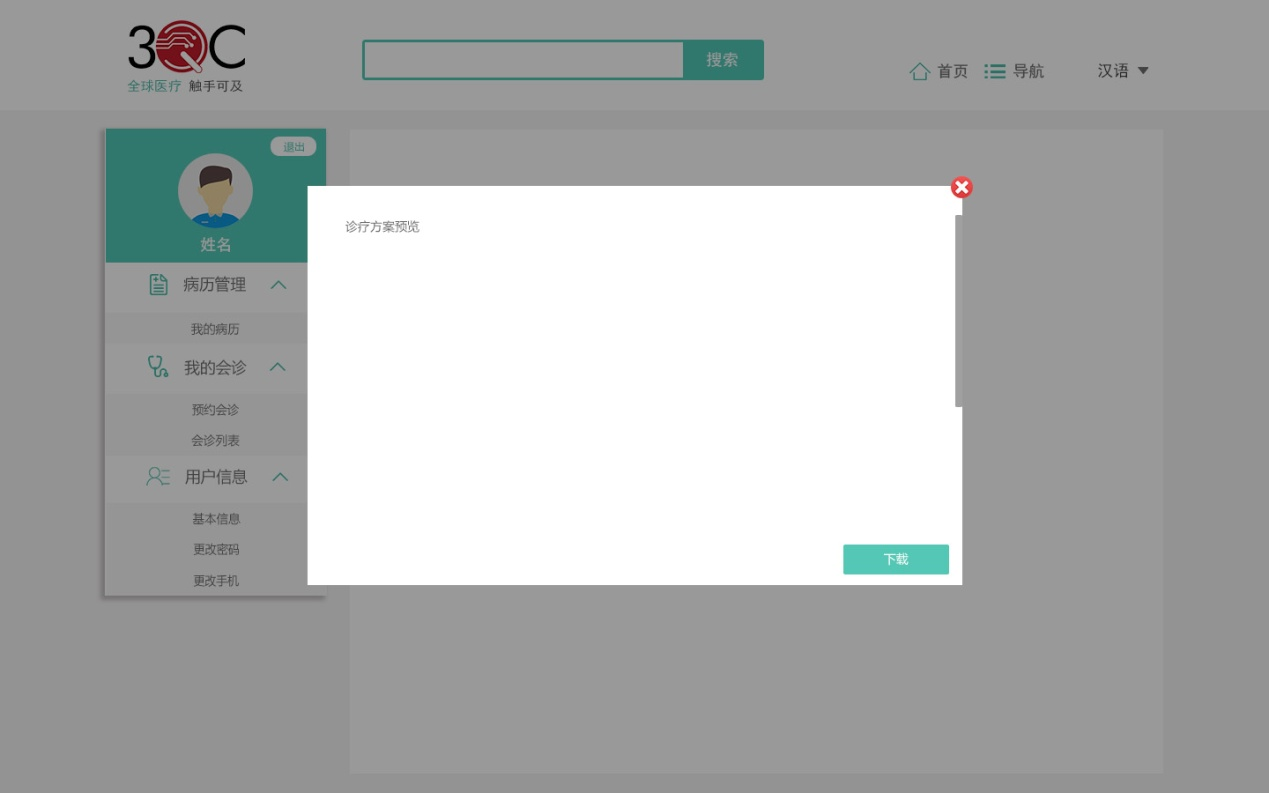 3QC
全球医疗 触手可及
搜索
首页
导航
汉语
退出
姓名
病历管理
我的病历
我的会诊
预约会诊
会诊列表
用户信息
基本信息
更改密码
更改手机
诊疗方案预览
下载